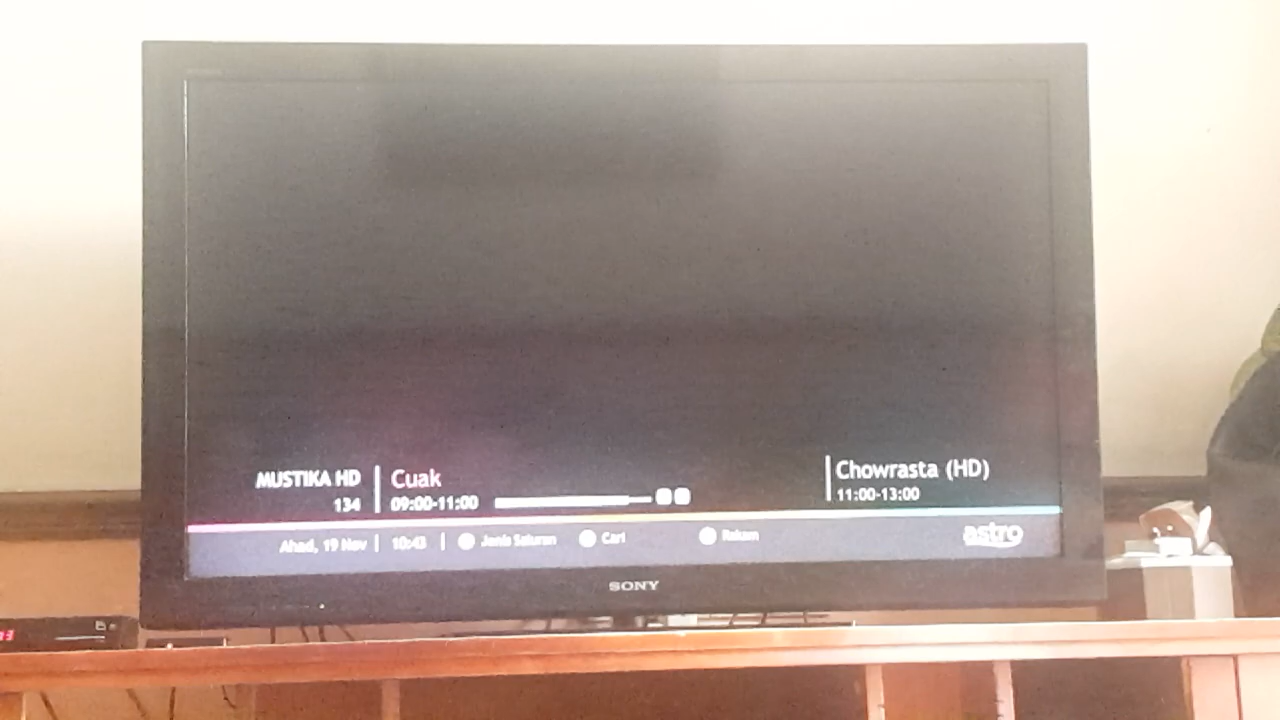 MUSTIKA HD
134
Cuak
09:00-11:00
Chowrasta (HD)
11:00-13:00
Ahad, 19 Nov | 10:43 | Jenis Saluran Cari Rakam
astro
SONY